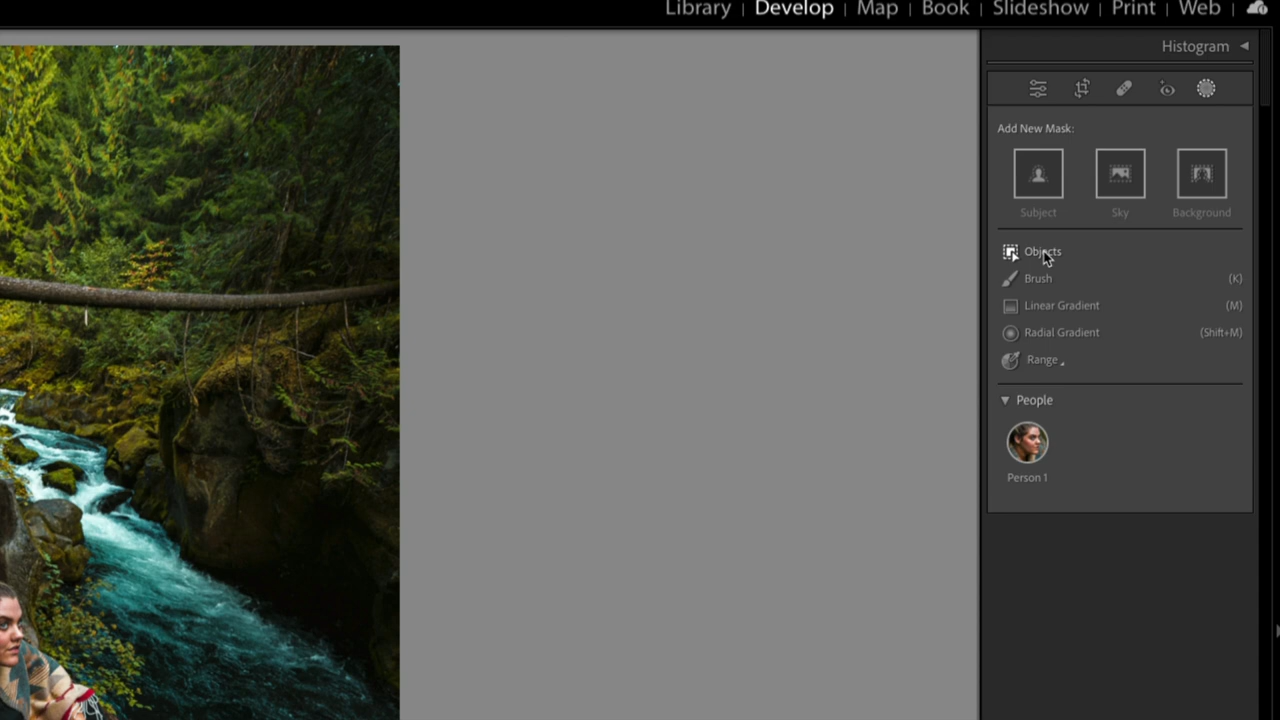 Library | Develop | Map | Book | Slideshow | Print | Web |
Histogram
Add New Mask:
Subject Sky Background
Objects
Brush (K)
Linear Gradient (M)
Radial Gradient (Shift+M)
Range
People
Person 1